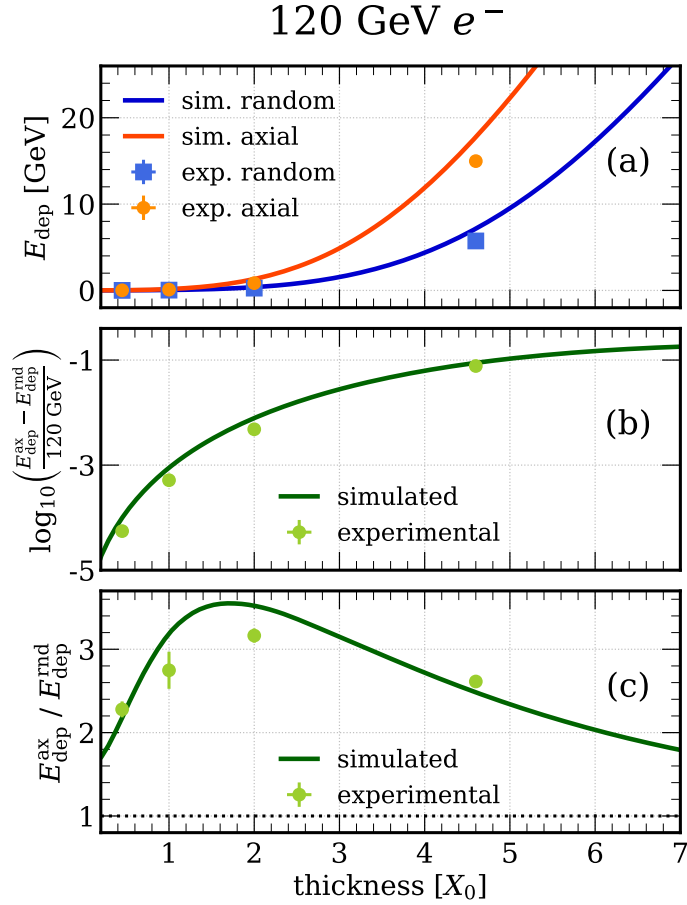 120 GeV e⁻
E_dep [GeV]
20
10
0
sim. random
sim. axial
exp. random
exp. axial
(a)
log₁₀((E_dep^ax − E_dep^rnd)/(120 GeV))
-1
-3
-5
simulated
experimental
(b)
E_dep^ax / E_dep^rnd
3
2
1
simulated
experimental
(c)
1 2 3 4 5 6 7
thickness [X₀]